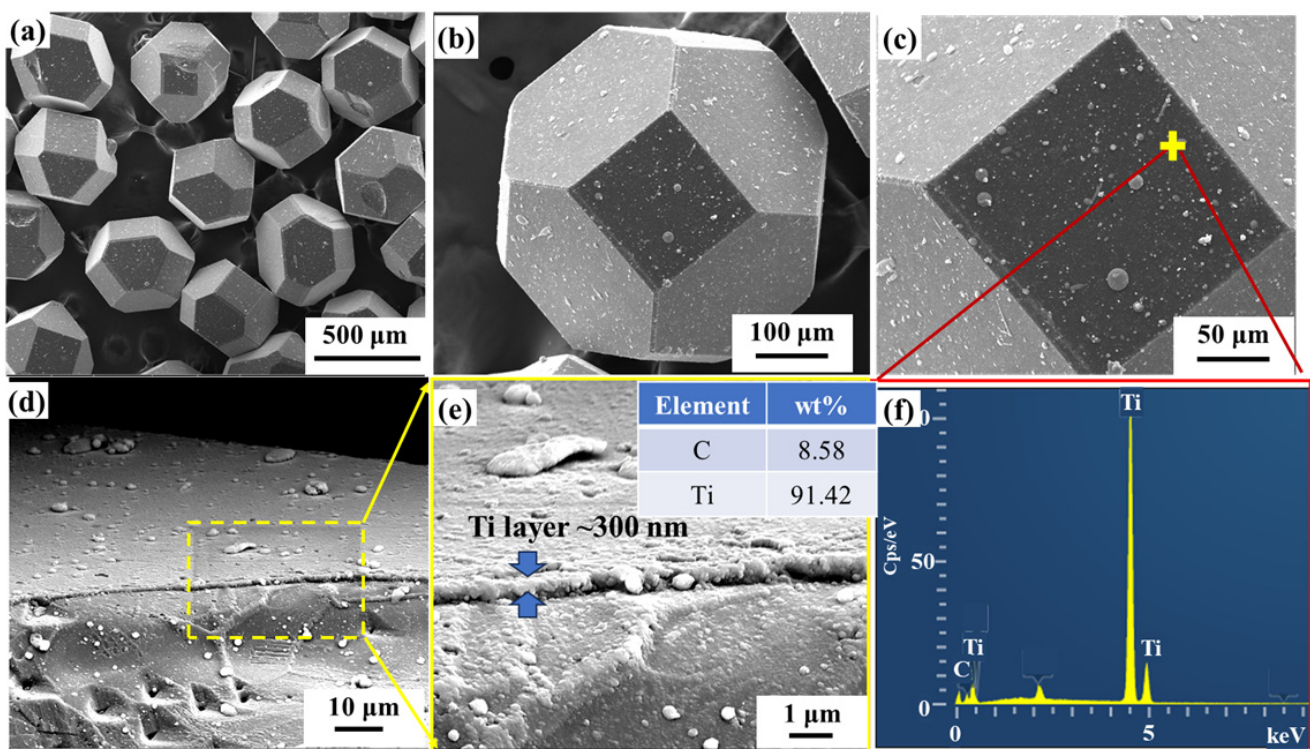 (a)
500 μm
(b)
100 μm
(c)
50 μm
(d)
10 μm
(e)
Element wt%
C 8.58
Ti 91.42
Ti layer ~300 nm
1 μm
(f)
Ti
Cps/eV
50
Ti
C
Ti
0
0 5 keV